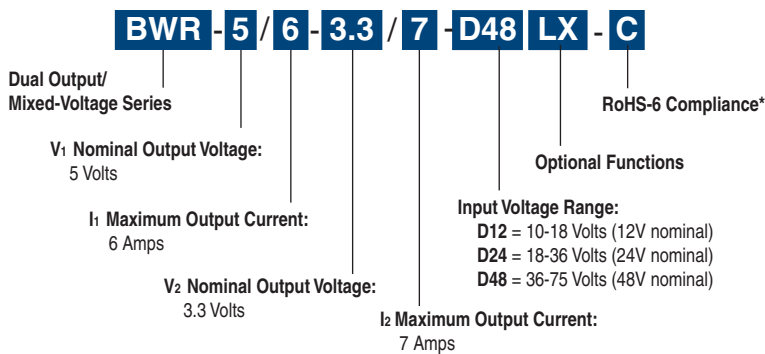 BWR - 5 / 6 - 3.3 / 7 - D48 LX - C
Dual Output/
Mixed-Voltage Series
RoHS-6 Compliance*
V1 Nominal Output Voltage:
5 Volts
Optional Functions
I1 Maximum Output Current:
6 Amps
Input Voltage Range:
D12 = 10-18 Volts (12V nominal)
D24 = 18-36 Volts (24V nominal)
D48 = 36-75 Volts (48V nominal)
V2 Nominal Output Voltage:
3.3 Volts
I2 Maximum Output Current:
7 Amps